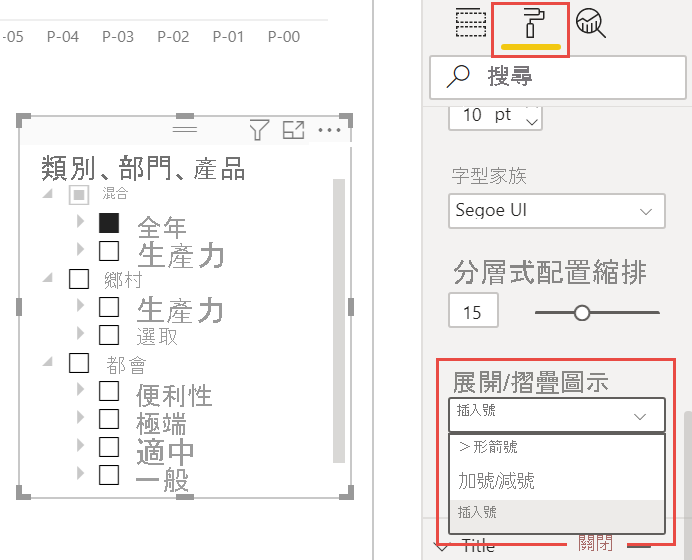 -05 P-04 P-03 P-02 P-01 P-00
類別、部門、產品
混合
全年
生產力
鄉村
生產力
選取
都會
便利性
極端
適中
一般
搜尋
10 pt
字型家族
Segoe UI
分層式配置縮排
15
展開/摺疊圖示
插入號
＞形箭號
加號/減號
插入號
Title 關閉